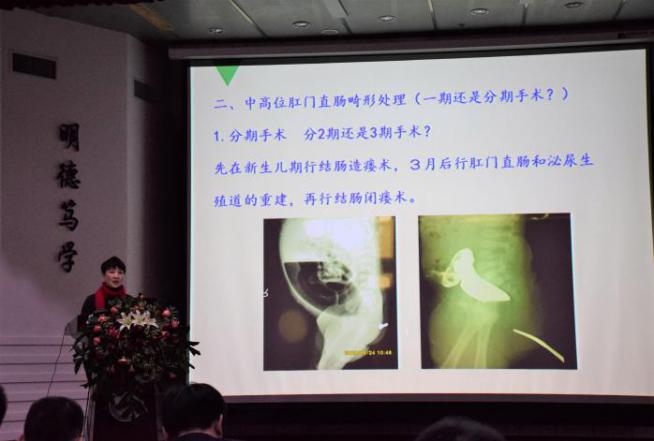 明德笃学
二、中高位肛门直肠畸形处理（一期还是分期手术？）
1.分期手术 分2期还是3期手术？
先在新生儿期行结肠造瘘术，3月后行肛门直肠和泌尿生
殖道的重建，再行结肠闭瘘术。